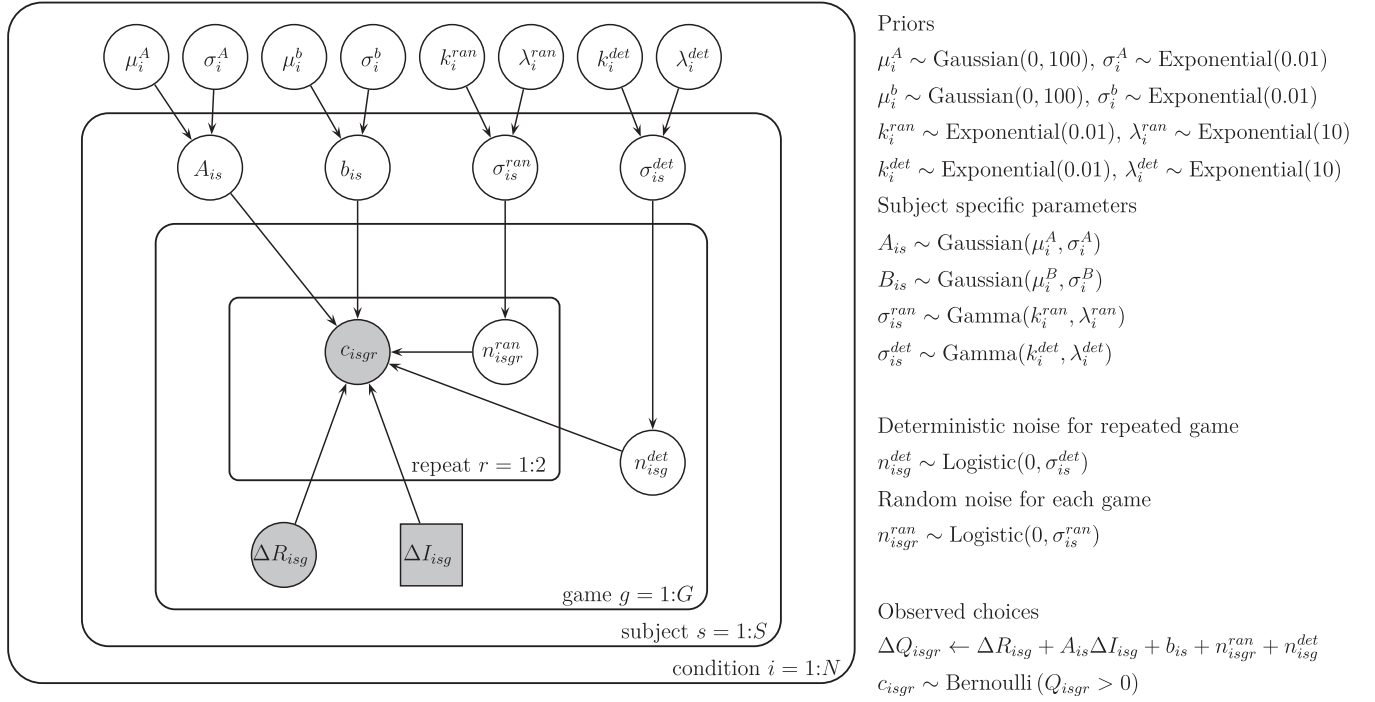 μ_i^A σ_i^A μ_i^b σ_i^b k_i^{ran} λ_i^{ran} k_i^{det} λ_i^{det}
A_{is} b_{is} σ_{is}^{ran} σ_{is}^{det}
c_{isgr} n_{isgr}^{ran}
n_{isg}^{det}
repeat r = 1:2
ΔR_{isg} ΔI_{isg}
game g = 1:G
subject s = 1:S
condition i = 1:N
Priors
μ_i^A ∼ Gaussian(0, 100), σ_i^A ∼ Exponential(0.01)
μ_i^b ∼ Gaussian(0, 100), σ_i^b ∼ Exponential(0.01)
k_i^{ran} ∼ Exponential(0.01), λ_i^{ran} ∼ Exponential(10)
k_i^{det} ∼ Exponential(0.01), λ_i^{det} ∼ Exponential(10)
Subject specific parameters
A_{is} ∼ Gaussian(μ_i^A, σ_i^A)
B_{is} ∼ Gaussian(μ_i^B, σ_i^B)
σ_{is}^{ran} ∼ Gamma(k_i^{ran}, λ_i^{ran})
σ_{is}^{det} ∼ Gamma(k_i^{det}, λ_i^{det})
Deterministic noise for repeated game
n_{isg}^{det} ∼ Logistic(0, σ_{is}^{det})
Random noise for each game
n_{isgr}^{ran} ∼ Logistic(0, σ_{is}^{ran})
Observed choices
ΔQ_{isgr} ← ΔR_{isg} + A_{is}ΔI_{isg} + b_{is} + n_{isgr}^{ran} + n_{isg}^{det}
c_{isgr} ∼ Bernoulli (Q_{isgr} > 0)